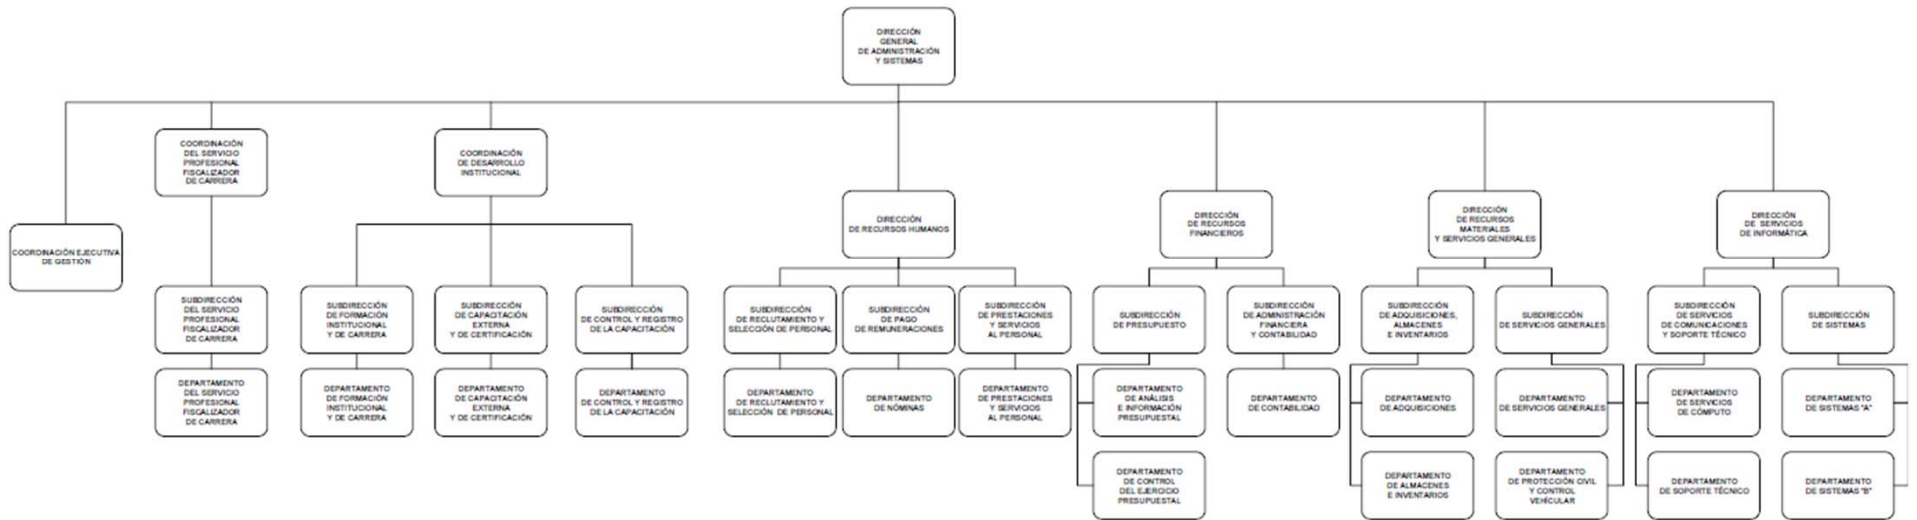 DIRECCIÓN
GENERAL
DE ADMINISTRACIÓN
Y SISTEMAS
COORDINACIÓN
DEL SERVICIO
PROFESIONAL
FISCALIZADOR
DE CARRERA
COORDINACIÓN
DE DESARROLLO
INSTITUCIONAL
DIRECCIÓN
DE RECURSOS HUMANOS
DIRECCIÓN
DE RECURSOS
FINANCIEROS
DIRECCIÓN
DE RECURSOS
MATERIALES
Y SERVICIOS GENERALES
DIRECCIÓN
DE SERVICIOS
DE INFORMÁTICA
COORDINACIÓN EJECUTIVA
DE GESTIÓN
SUBDIRECCIÓN
DEL SERVICIO
PROFESIONAL
FISCALIZADOR
DE CARRERA
SUBDIRECCIÓN
DE FORMACIÓN
INSTITUCIONAL
Y DE CARRERA
SUBDIRECCIÓN
DE CAPACITACIÓN
EXTERNA
Y DE CERTIFICACIÓN
SUBDIRECCIÓN
DE CONTROL Y REGISTRO
DE LA CAPACITACIÓN
SUBDIRECCIÓN
DE RECLUTAMIENTO Y
SELECCIÓN DE PERSONAL
SUBDIRECCIÓN
DE PAGO
DE REMUNERACIONES
SUBDIRECCIÓN
DE PRESTACIONES
Y SERVICIOS
AL PERSONAL
SUBDIRECCIÓN
DE PRESUPUESTO
SUBDIRECCIÓN
DE ADMINISTRACIÓN
FINANCIERA
Y CONTABILIDAD
SUBDIRECCIÓN
DE ADQUISICIONES,
ALMACENES
E INVENTARIOS
SUBDIRECCIÓN
DE SERVICIOS GENERALES
SUBDIRECCIÓN
DE SERVICIOS
DE COMUNICACIONES
Y SOPORTE TÉCNICO
SUBDIRECCIÓN
DE SISTEMAS
DEPARTAMENTO
DEL SERVICIO
PROFESIONAL
FISCALIZADOR
DE CARRERA
DEPARTAMENTO
DE FORMACIÓN
INSTITUCIONAL
Y DE CARRERA
DEPARTAMENTO
DE CAPACITACIÓN
EXTERNA
Y DE CERTIFICACIÓN
DEPARTAMENTO
DE CONTROL Y REGISTRO
DE LA CAPACITACIÓN
DEPARTAMENTO
DE RECLUTAMIENTO Y
SELECCIÓN DE PERSONAL
DEPARTAMENTO
DE NÓMINAS
DEPARTAMENTO
DE PRESTACIONES
Y SERVICIOS
AL PERSONAL
DEPARTAMENTO
DE ANÁLISIS
E INFORMACIÓN
PRESUPUESTAL
DEPARTAMENTO
DE CONTABILIDAD
DEPARTAMENTO
DE ADQUISICIONES
DEPARTAMENTO
DE SERVICIOS GENERALES
DEPARTAMENTO
DE SERVICIOS
DE CÓMPUTO
DEPARTAMENTO
DE SISTEMAS "A"
DEPARTAMENTO
DE CONTROL
DEL EJERCICIO
PRESUPUESTAL
DEPARTAMENTO
DE ALMACENES
E INVENTARIOS
DEPARTAMENTO
DE PROTECCIÓN CIVIL
Y CONTROL
VEHÍCULAR
DEPARTAMENTO
DE SOPORTE TÉCNICO
DEPARTAMENTO
DE SISTEMAS "B"